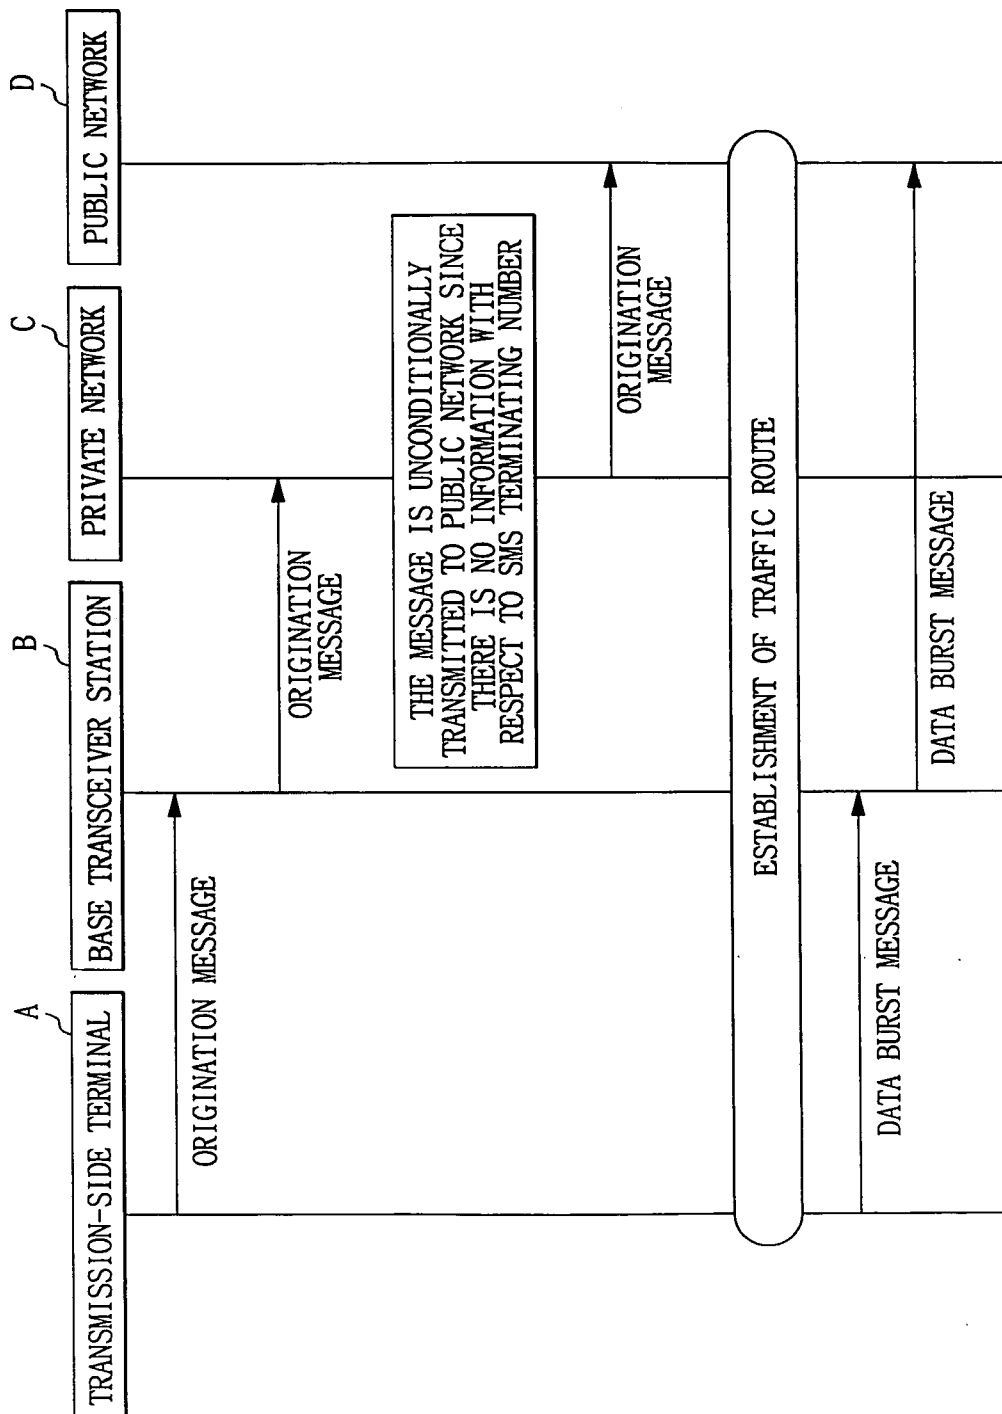 A
B
C
D
TRANSMISSION-SIDE TERMINAL
BASE TRANSCEIVER STATION
PRIVATE NETWORK
PUBLIC NETWORK
ORIGINATION MESSAGE
ORIGINATION
MESSAGE
THE MESSAGE IS UNCONDITIONALLY
TRANSMITTED TO PUBLIC NETWORK SINCE
THERE IS NO INFORMATION WITH
RESPECT TO SMS TERMINATING NUMBER
ORIGINATION
MESSAGE
ESTABLISHMENT OF TRAFFIC ROUTE
DATA BURST MESSAGE
DATA BURST MESSAGE